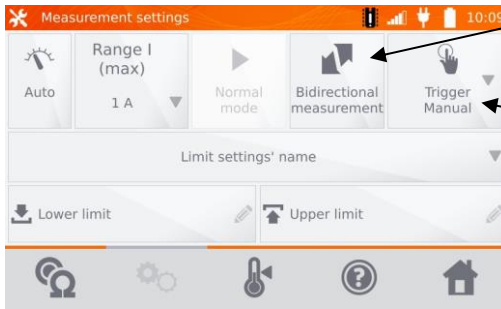 Measurement settings 10:09
Auto
Range I
(max)
1 A
Normal
mode
Bidirectional
measurement
Trigger
Manual
Limit settings' name
Lower limit
Upper limit